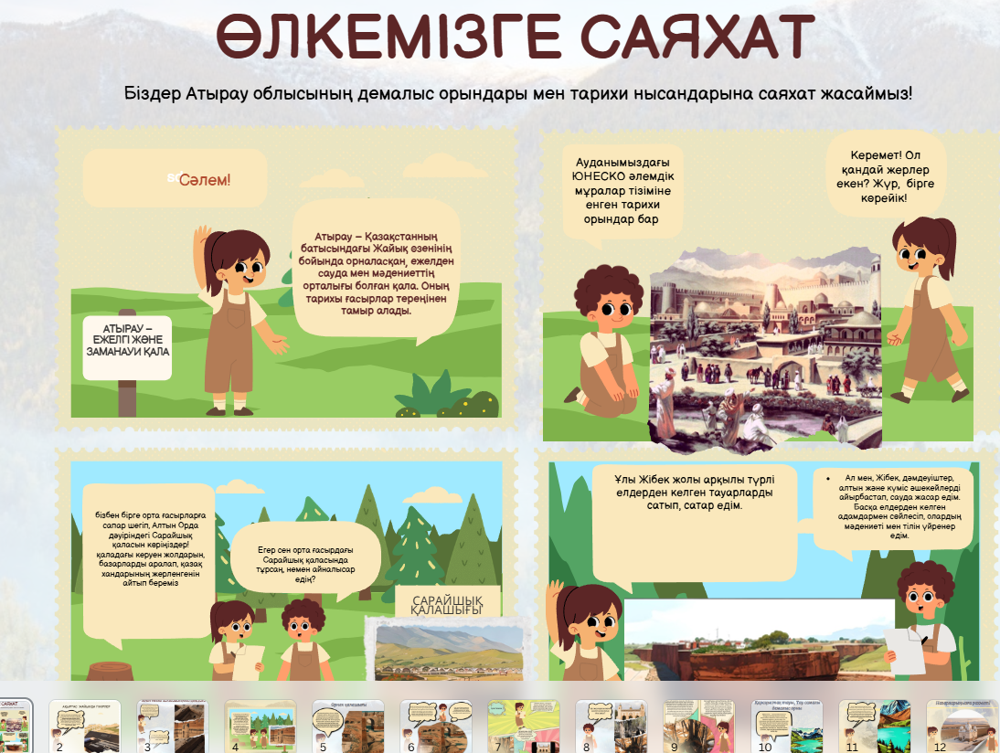 ӨЛКЕМІЗГЕ САЯХАТ
Біздер Атырау облысының демалыс орындары мен тарихи нысандарына саяхат жасаймыз!
Сәлем!
Атырау – Қазақстанның
батысындағы Жайық өзенінің
бойында орналасқан, ежелден
сауда мен мәдениеттің
орталығы болған қала. Оның
тарихы ғасырлар тереңінен
тамыр алады.
АТЫРАУ –
ЕЖЕЛГІ ЖӘНЕ
ЗАМАНАУИ ҚАЛА
Ауданымыздағы
ЮНЕСКО әлемдік
мұралар тізіміне
енген тарихи
орындар бар
Керемет! Ол
қандай жерлер
екен? Жүр, бірге
көрейік!
бізбен бірге орта ғасырларға
сапар шегіп, Алтын Орда
дәуіріндегі Сарайшық
қаласын көріңіздер!
қаладағы керуен жолдарын,
базарларды аралап, қазақ
хандарының жерленгенін
айтып береміз
Егер сен орта ғасырдағы
Сарайшық қаласында
тұрсаң, немен айналысар
едің?
САРАЙШЫҚ
ҚАЛАШЫҒЫ
Ұлы Жібек жолы арқылы түрлі
елдерден келген тауарларды
сатып, сатар едім.
• Ал мен, Жібек, дәмдеуіштер,
алтын және күміс әшекейлерді
айырбастап, сауда жасар едім.
Басқа елдерден келген
адамдармен сөйлесіп, олардың
мәдениеті мен тілін үйренер
едім.
САЯХАТ
2
3
4
5
6
7
8
9
10
11
12